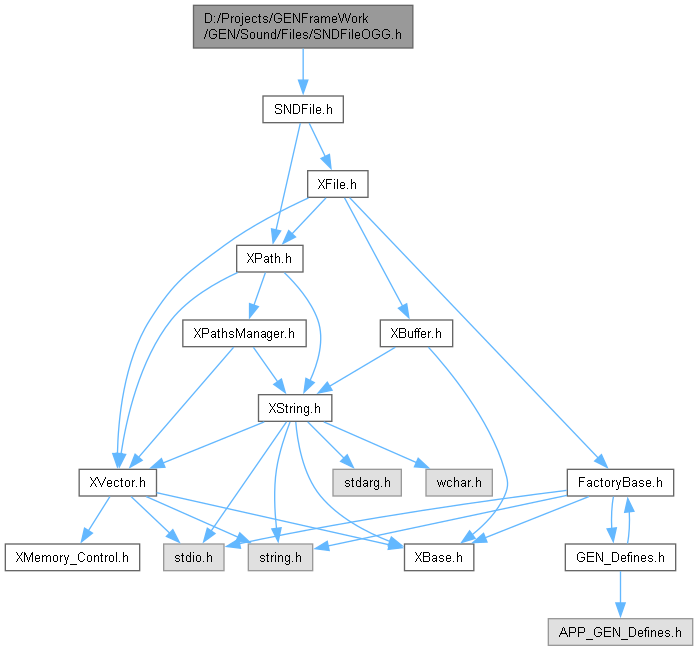 D:/Projects/GENFrameWork
/GEN/Sound/Files/SNDFileOGG.h
SNDFile.h
XFile.h
XPath.h
XPathsManager.h
XBuffer.h
XString.h
XVector.h
stdarg.h
wchar.h
FactoryBase.h
XMemory_Control.h
stdio.h
string.h
XBase.h
GEN_Defines.h
APP_GEN_Defines.h